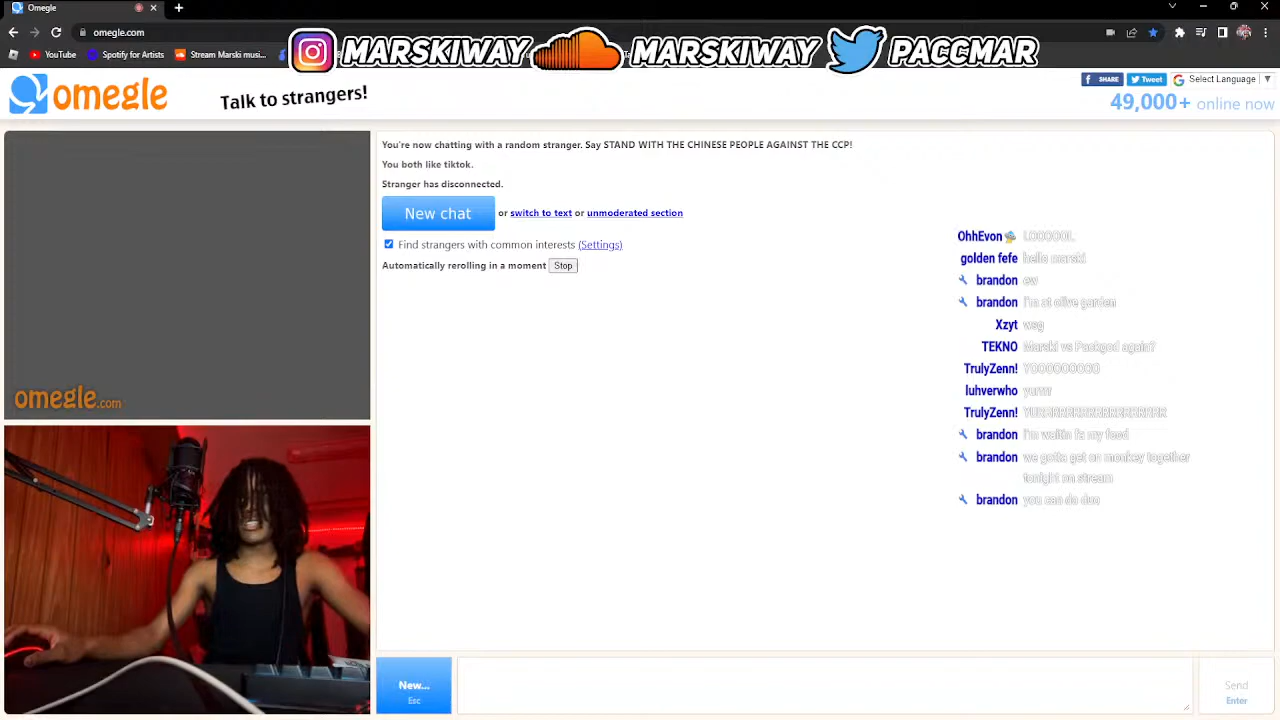 Omegle
omegle.com
YouTube
Spotify for Artists
Stream Marski mus...
MARSKIWAY
MARSKIWAY
PACCMAR
omegle
Talk to strangers!
SHARE
Tweet
Select Language
49,000+ online now
You're now chatting with a random stranger. Say STAND WITH THE CHINESE PEOPLE AGAINST THE CCP!
You both like tiktok.
Stranger has disconnected.
New chat or switch to text or unmoderated section
Find strangers with common interests (Settings)
Automatically rerolling in a moment Stop
OhhEvon LOOOOOL
golden fefe hello marski
brandon ew
brandon i'm at olive garden
Xzyt wsg
TEKNO Marski vs Packgod again?
TrulyZenn!
luhverwho yurrr
TrulyZenn!
brandon i'm waitin fa my food
brandon we gotta get on monkey together
tonight on stream
brandon you can du doo
omegle.com
New...
Esc
Send
Enter